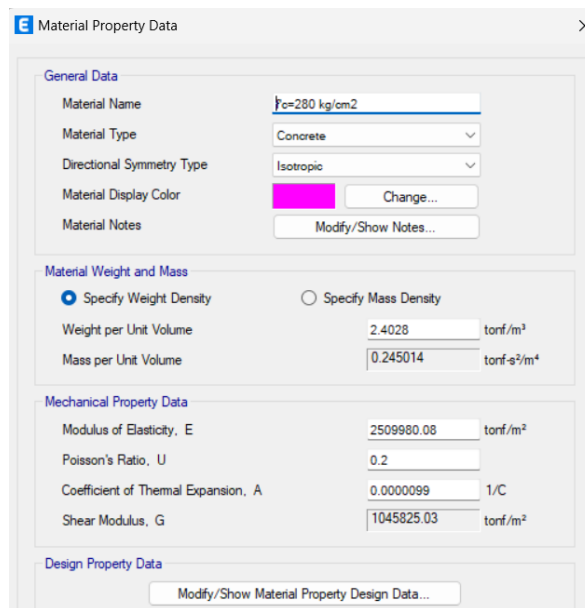 E Material Property Data
General Data
Material Name f'c=280 kg/cm2
Material Type Concrete
Directional Symmetry Type Isotropic
Material Display Color Change...
Material Notes Modify/Show Notes...
Material Weight and Mass
Specify Weight Density Specify Mass Density
Weight per Unit Volume 2.4028 tonf/m³
Mass per Unit Volume 0.245014 tonf-s²/m⁴
Mechanical Property Data
Modulus of Elasticity, E 2509980.08 tonf/m²
Poisson's Ratio, U 0.2
Coefficient of Thermal Expansion, A 0.0000099 1/C
Shear Modulus, G 1045825.03 tonf/m²
Design Property Data
Modify/Show Material Property Design Data...